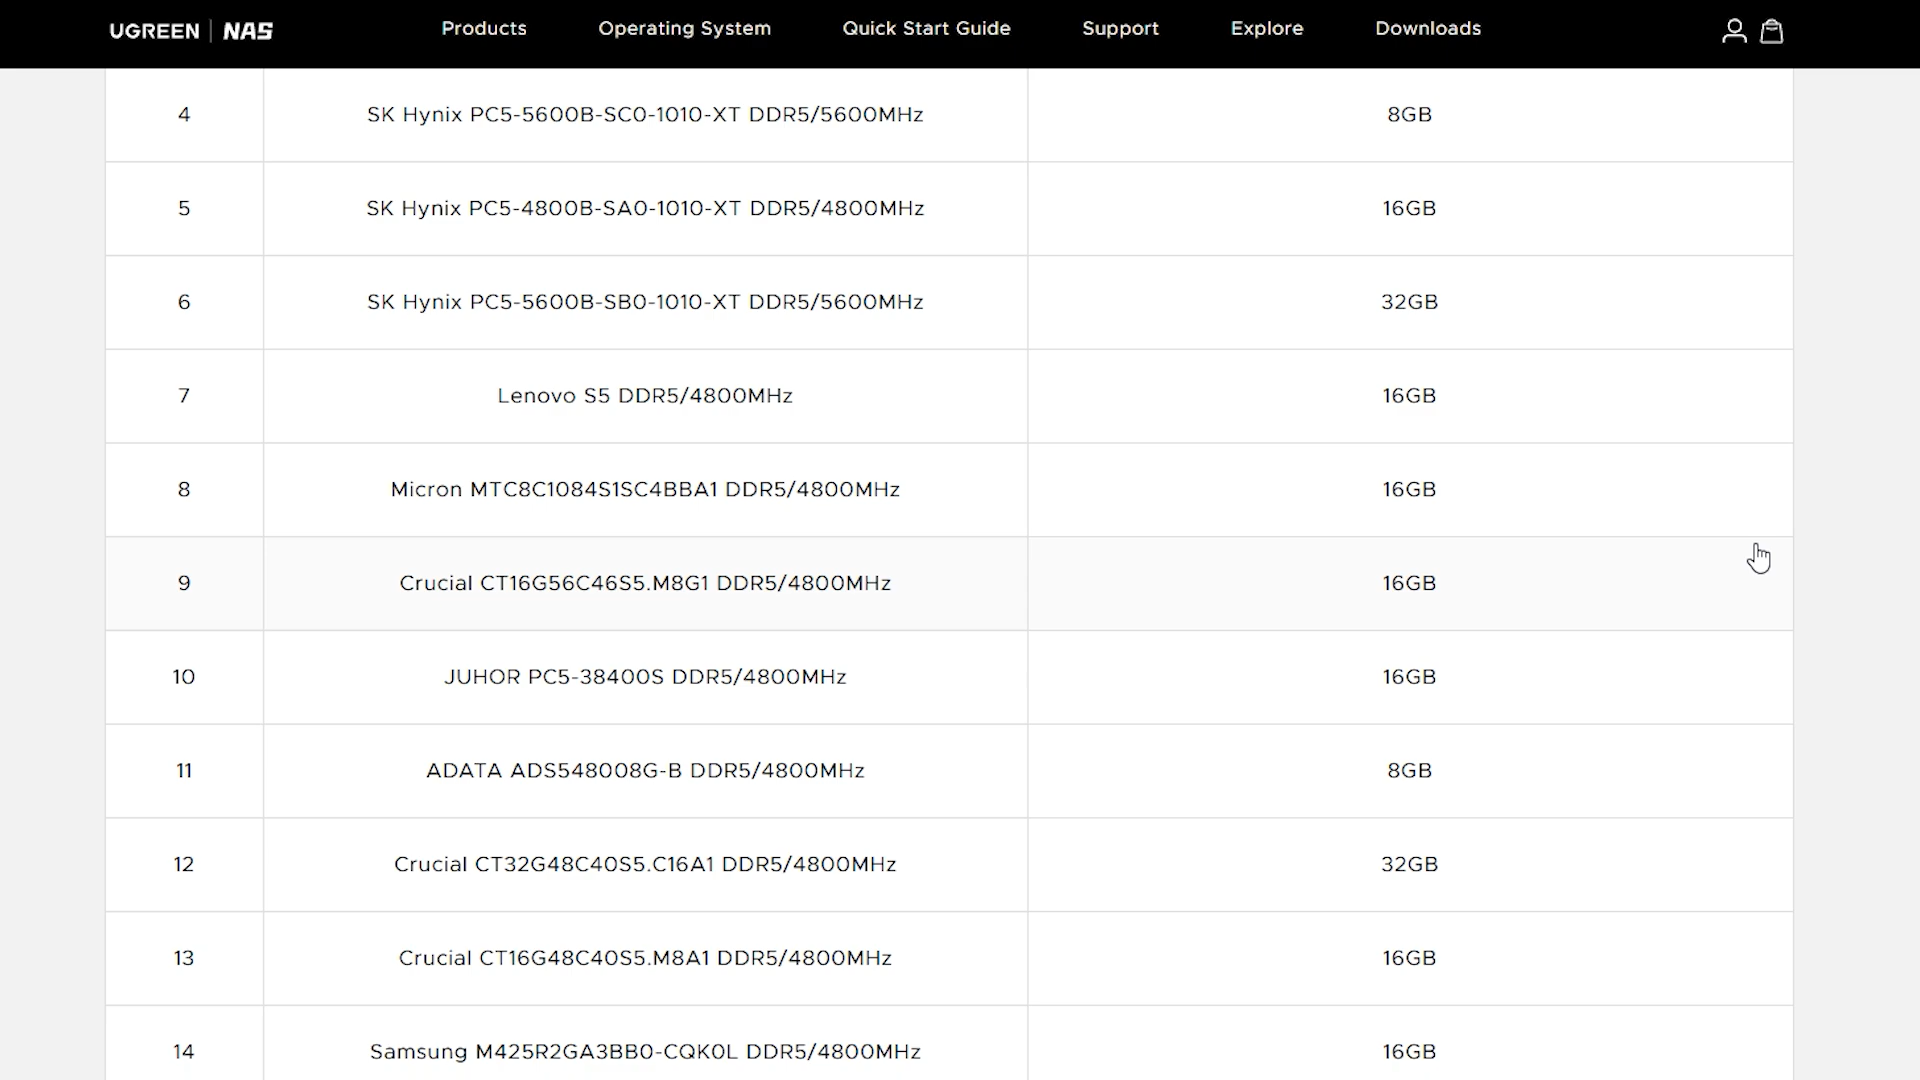 UGREEN | NAS Products Operating System Quick Start Guide Support Explore Downloads
4 SK Hynix PC5-5600B-SC0-1010-XT DDR5/5600MHz 8GB
5 SK Hynix PC5-4800B-SA0-1010-XT DDR5/4800MHz 16GB
6 SK Hynix PC5-5600B-SB0-1010-XT DDR5/5600MHz 32GB
7 Lenovo S5 DDR5/4800MHz 16GB
8 Micron MTC8C1084S1SC4BBA1 DDR5/4800MHz 16GB
9 Crucial CT16G56C46S5.M8G1 DDR5/4800MHz 16GB
10 JUHOR PC5-38400S DDR5/4800MHz 16GB
11 ADATA ADS548008G-B DDR5/4800MHz 8GB
12 Crucial CT32G48C40S5.C16A1 DDR5/4800MHz 32GB
13 Crucial CT16G48C40S5.M8A1 DDR5/4800MHz 16GB
14 Samsung M425R2GA3BB0-CQK0L DDR5/4800MHz 16GB